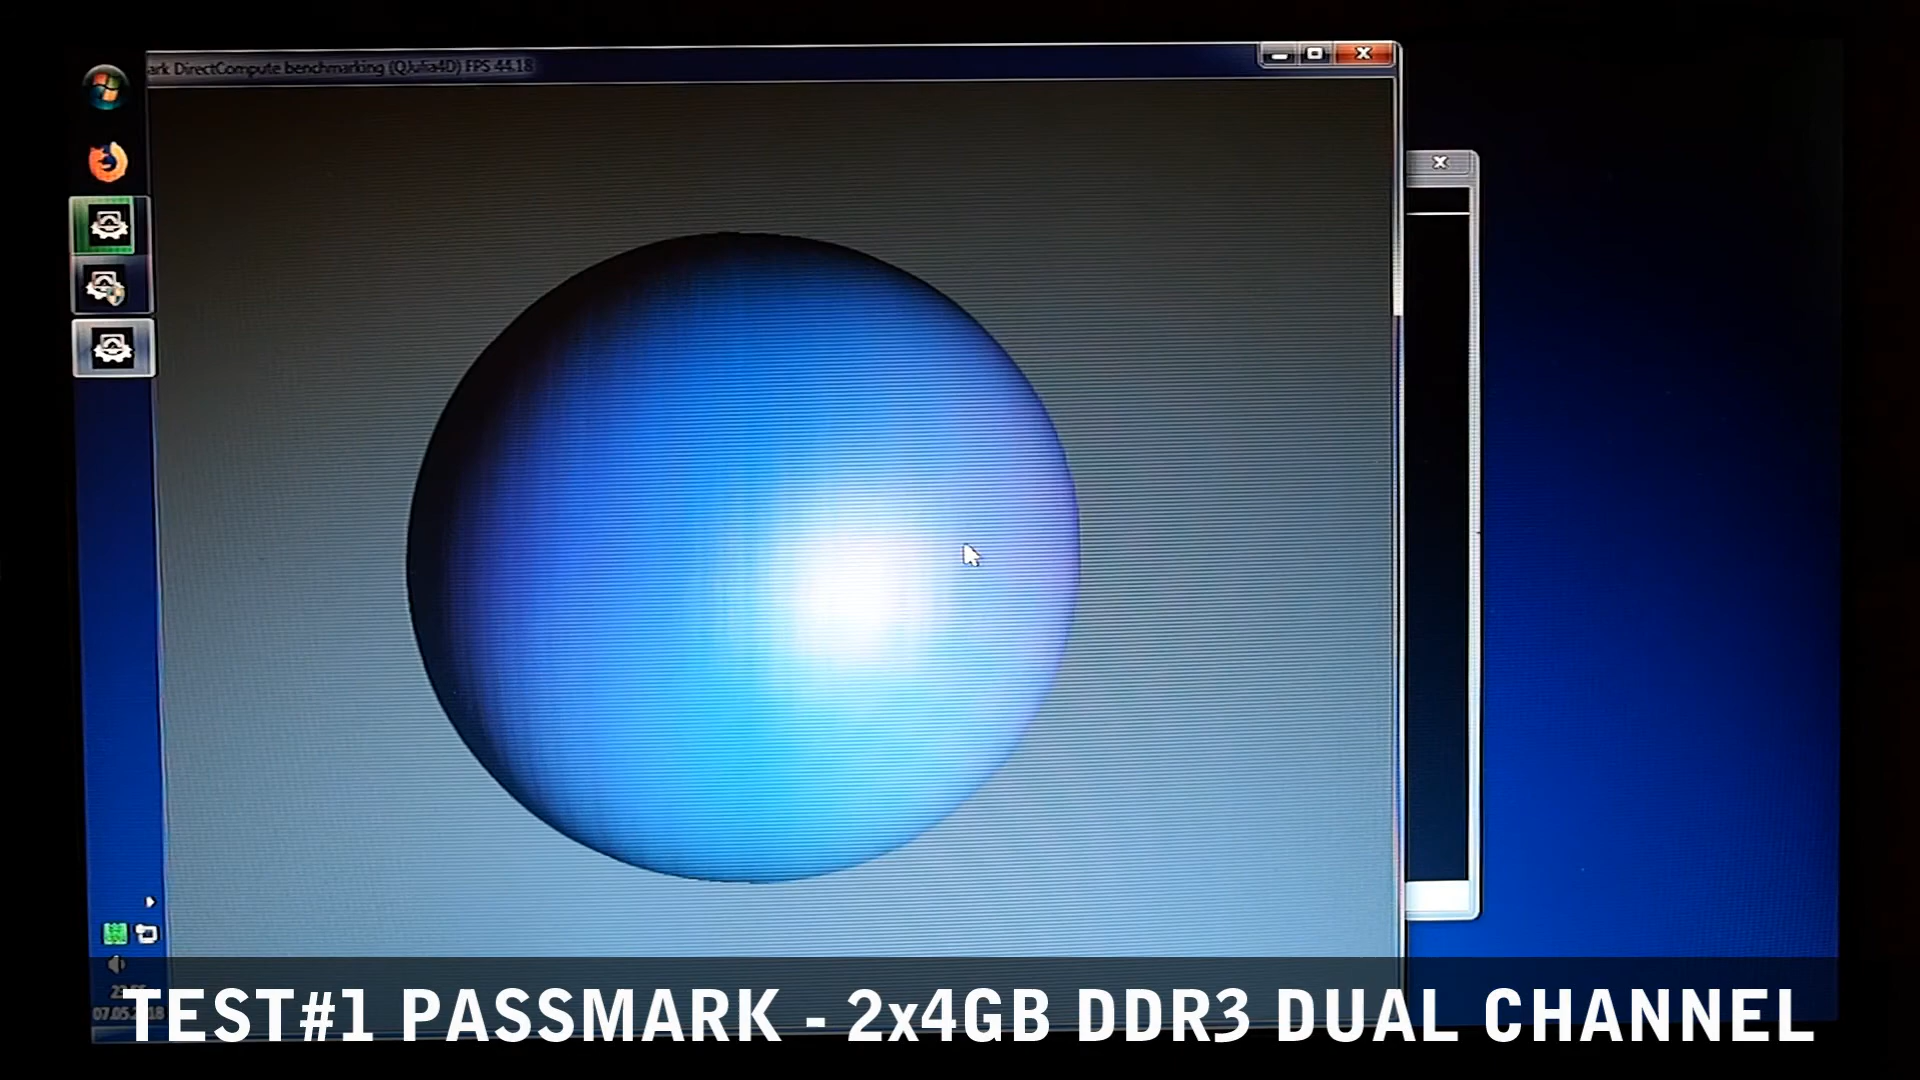 ark DirectCompute benchmarking (QJulia4D) FPS 44.18
TEST#1 PASSMARK - 2x4GB DDR3 DUAL CHANNEL